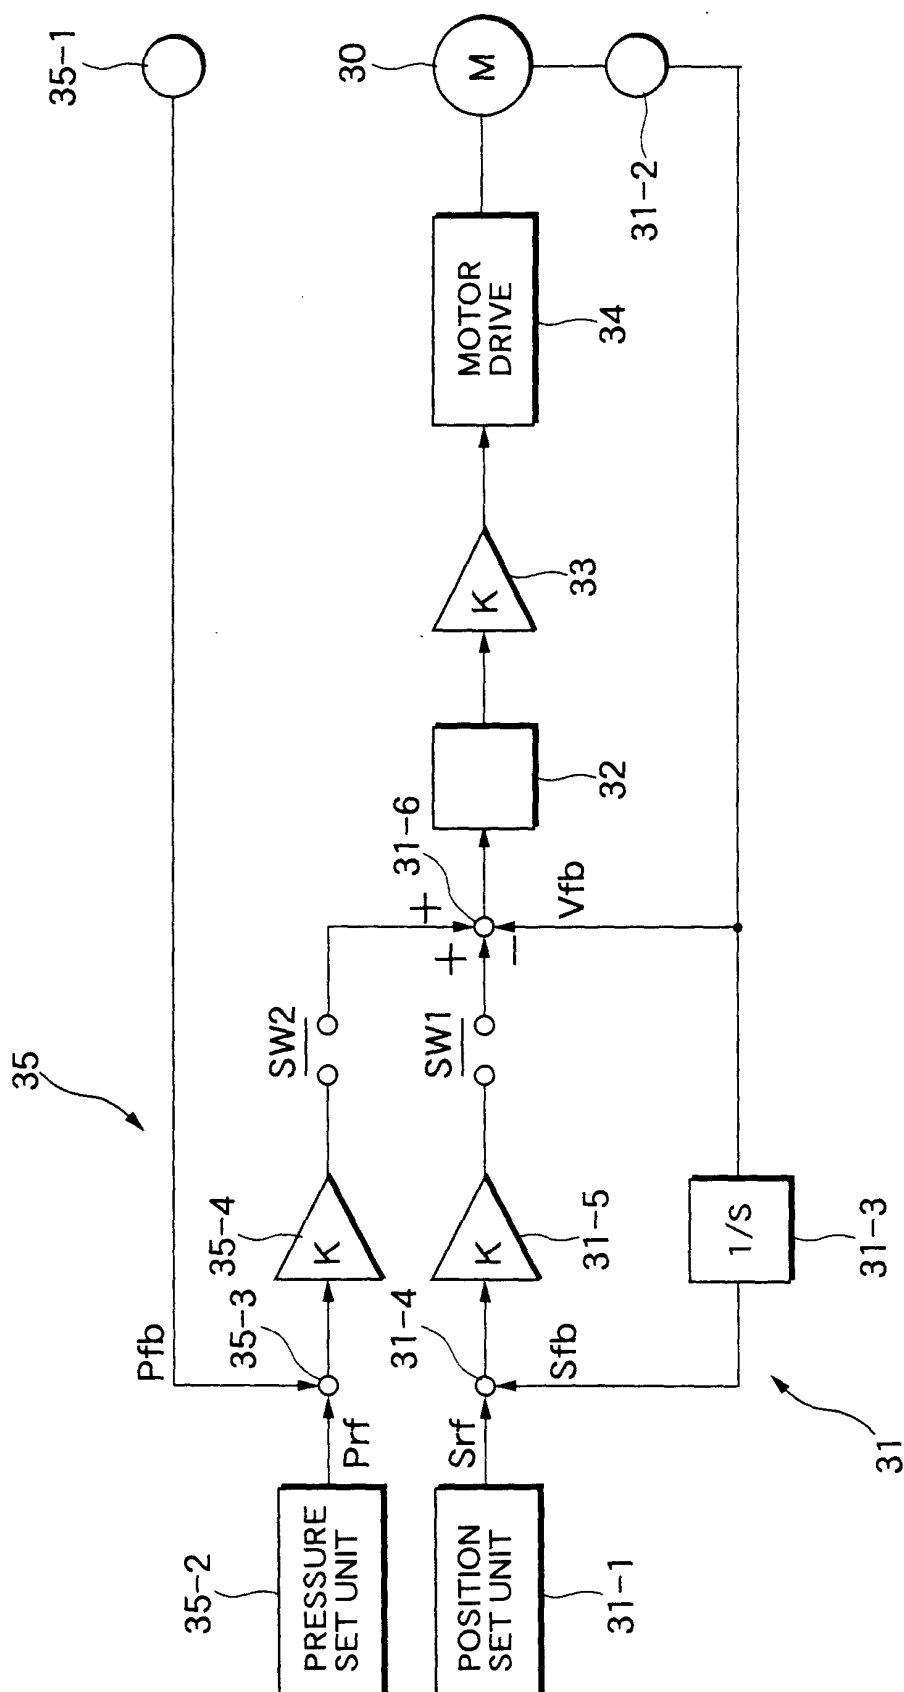 35-1
30
M
31-2
MOTOR
DRIVE
34
K
33
32
31-6
+
+
−
Vfb
SW2
SW1
35
35-4
K
K
31-5
1/S
31-3
Pfb
35-3
31-4
Sfb
Prf
Srf
31
35-2
PRESSURE
SET UNIT
POSITION
SET UNIT
31-1